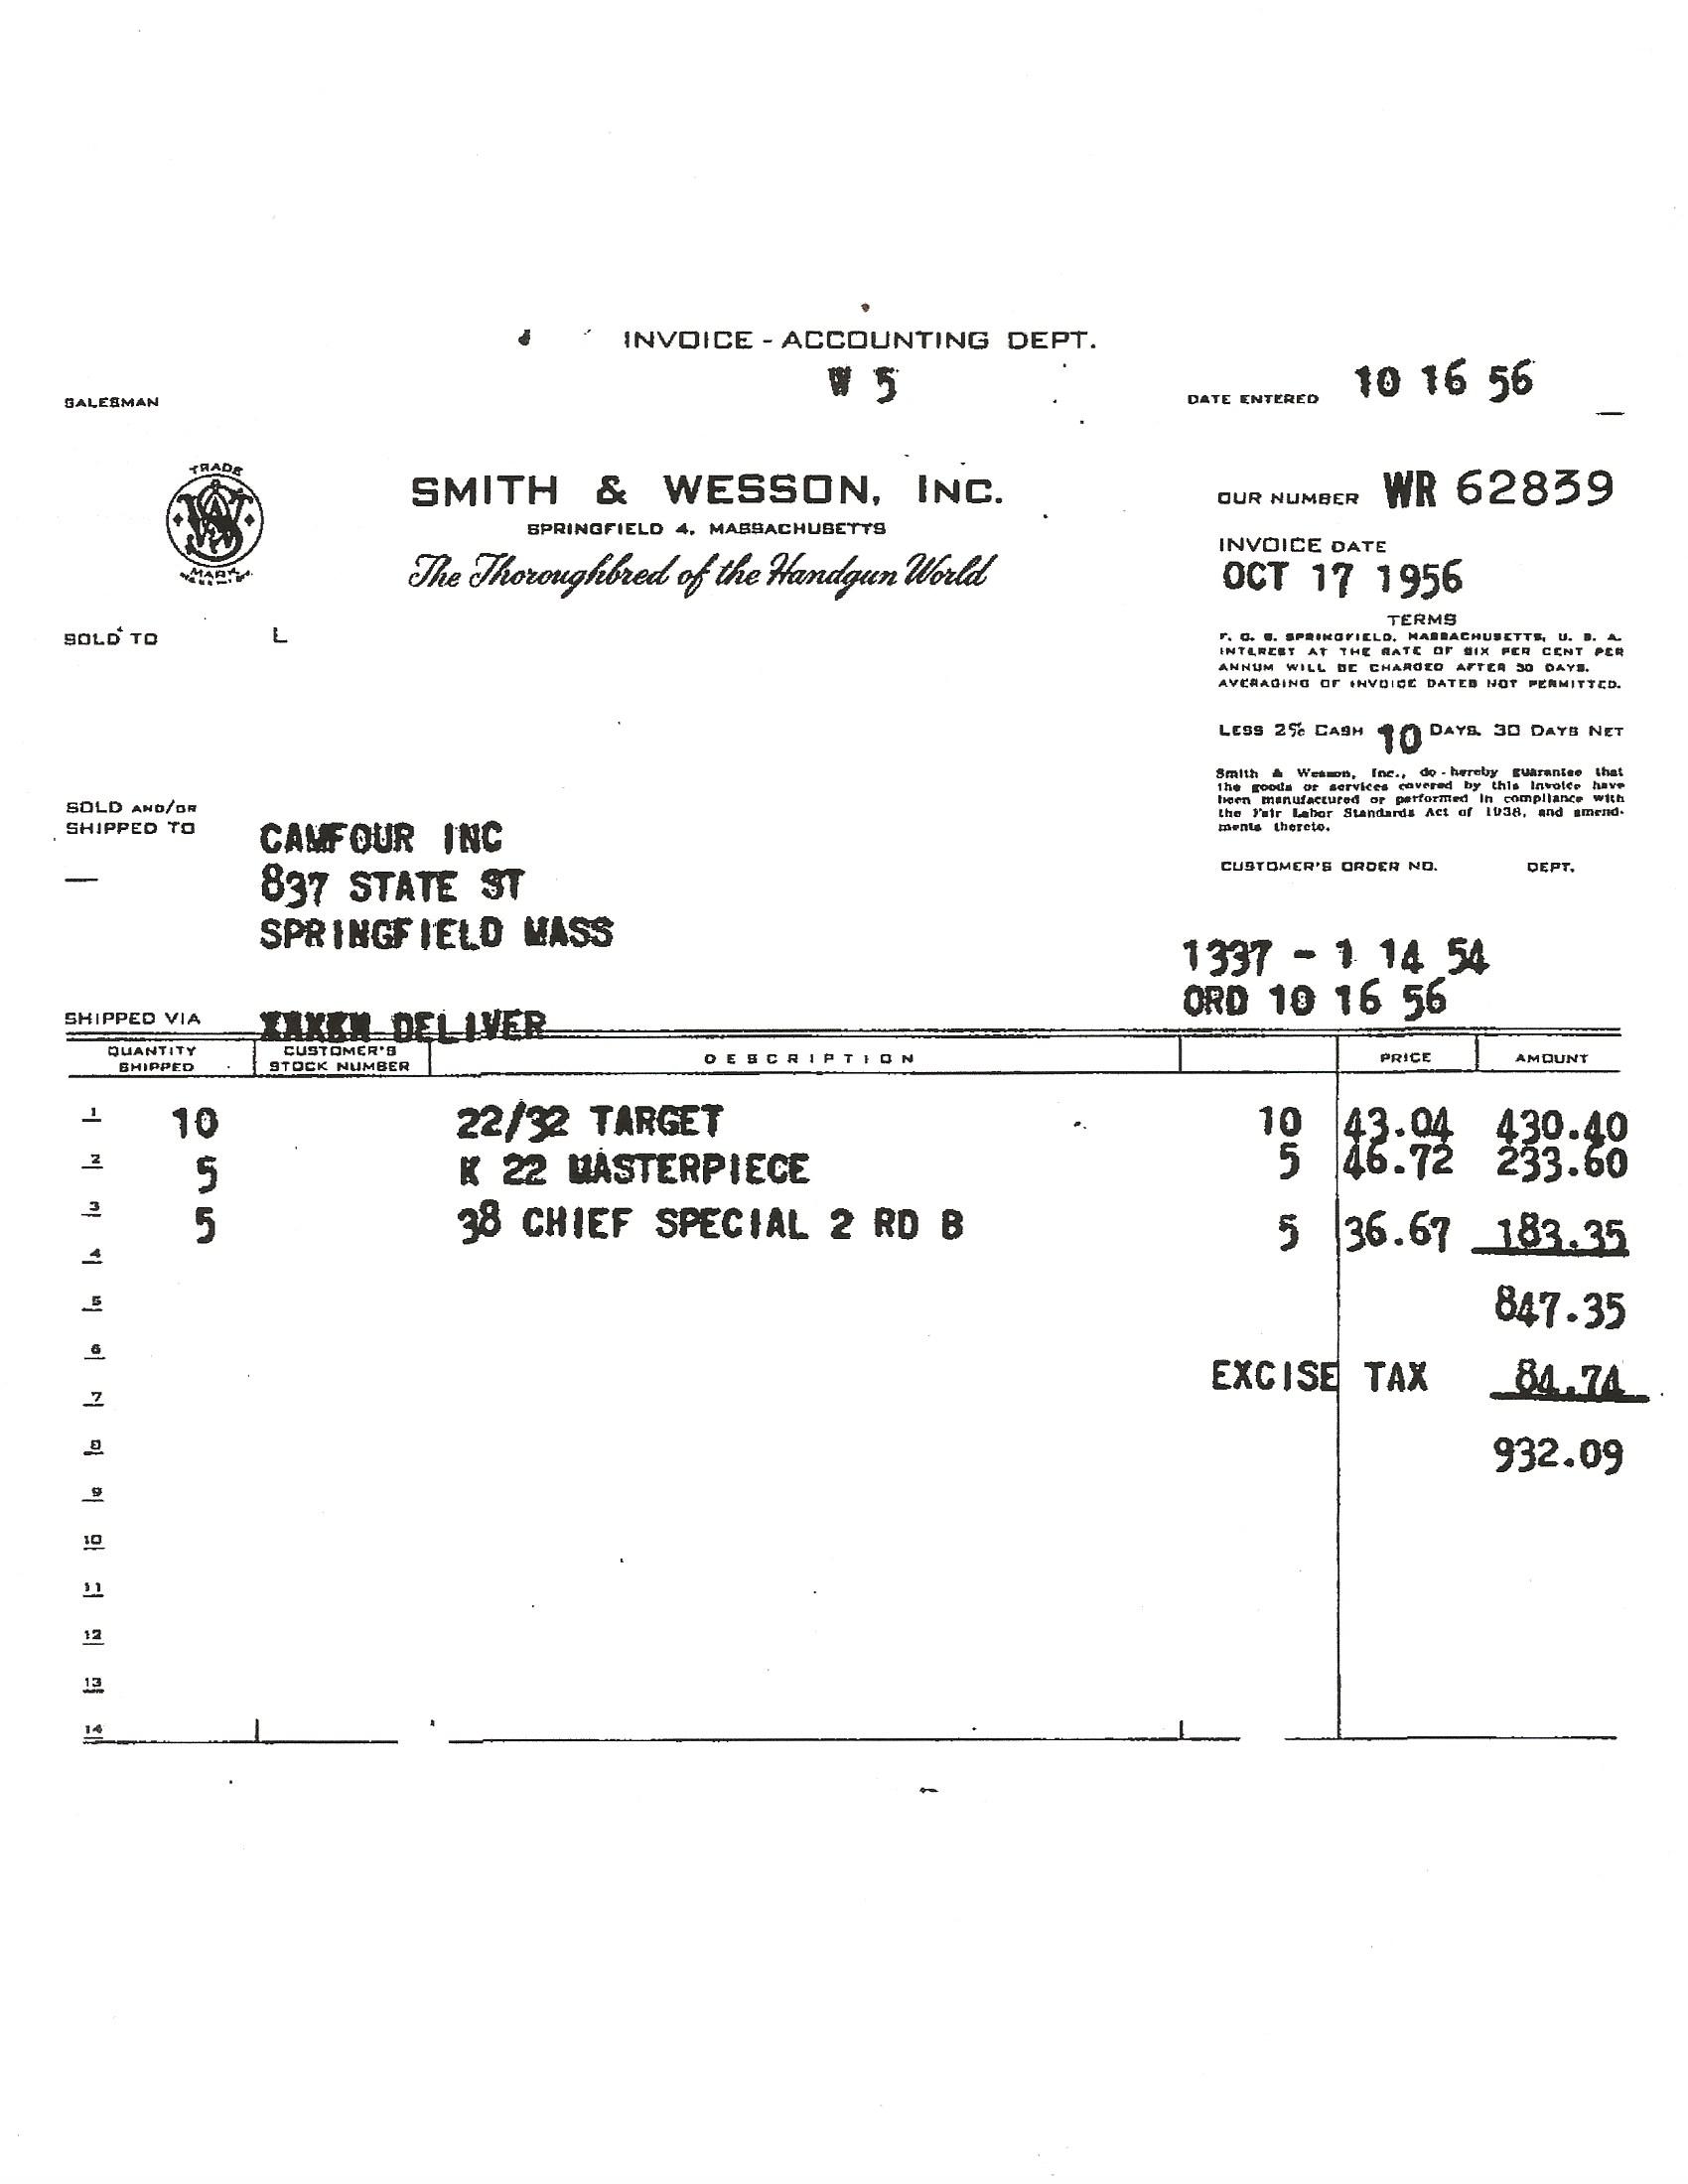 INVOICE - ACCOUNTING DEPT.
W 5
SALESMAN
DATE ENTERED 10 16 56
TRADE
MARK
SMITH & WESSON, INC.
SPRINGFIELD 4, MASSACHUSETTS
The Thoroughbred of the Handgun World
OUR NUMBER WR 62839
INVOICE DATE
OCT 17 1956
TERMS
F. O. B. SPRINGFIELD, MASSACHUSETTS, U. S. A.
INTEREST AT THE RATE OF SIX PER CENT PER
ANNUM WILL BE CHARGED AFTER 30 DAYS.
AVERAGING OF INVOICE DATES NOT PERMITTED.
SOLD TO L
LESS 2% CASH 10 DAYS. 30 DAYS NET
Smith & Wesson, Inc., do hereby guarantee that
the goods or services covered by this invoice have
been manufactured or performed in compliance with
the Fair Labor Standards Act of 1938, and amend-
ments thereto.
CUSTOMER'S ORDER NO. DEPT.
SOLD AND/OR
SHIPPED TO
CAMFOUR INC
837 STATE ST
SPRINGFIELD MASS
1337 - 1 14 54
ORD 10 16 56
SHIPPED VIA DELIVER
QUANTITY SHIPPED CUSTOMER'S STOCK NUMBER DESCRIPTION PRICE AMOUNT
1 10 22/32 TARGET 10 43.04 430.40
2 5 K 22 MASTERPIECE 5 46.72 233.60
3 5 38 CHIEF SPECIAL 2 RD B 5 36.67 183.35
4
5 847.35
6 EXCISE TAX 84.74
7
8 932.09
9
10
11
12
13
14